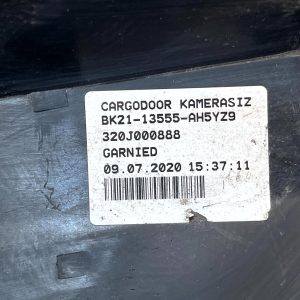 CARGODOOR KAMERASIZ
BK21-13555-AH5YZ9
320J000888
GARNIED
09.07.2020 15:37:11